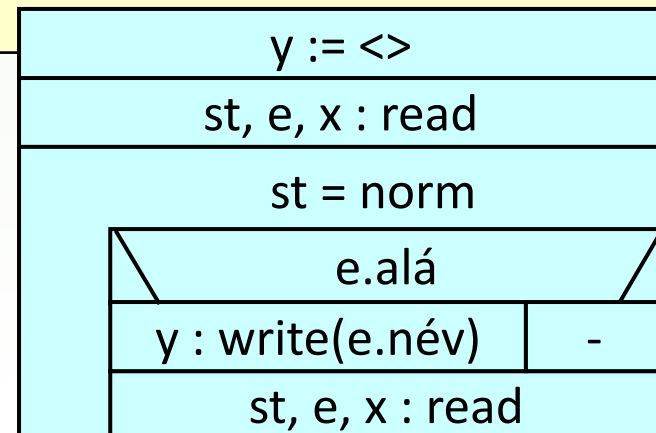 y := <>
st, e, x : read
st = norm
e.alá
y : write(e.név) -
st, e, x : read